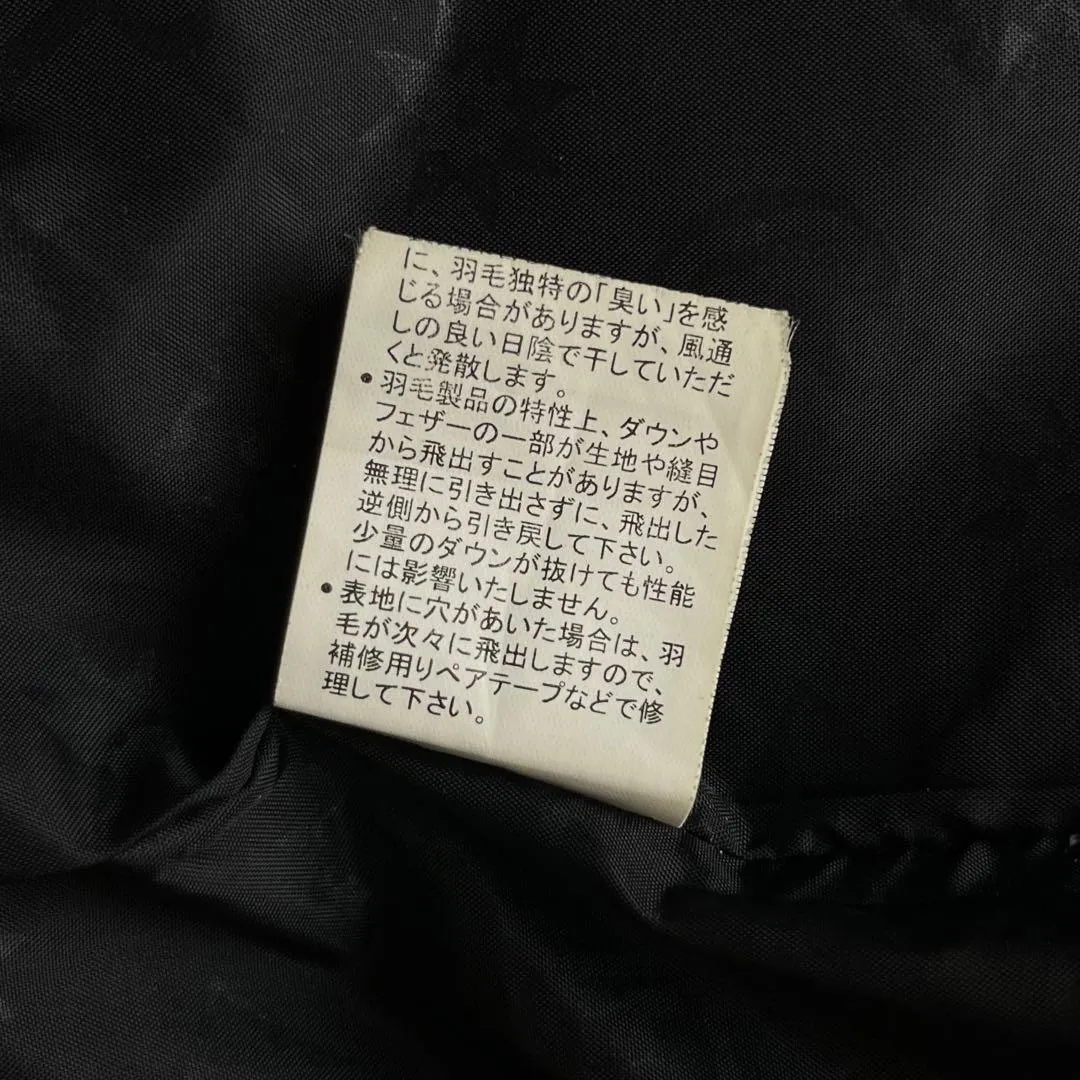 に、羽毛独特の「臭い」を感
じる場合がありますが、風通
しの良い日陰で干していただ
くと発散します。
• 羽毛製品の特性上、ダウンや
フェザーの一部が生地や縫目
から飛出すことがありますが、
無理に引き出さずに、飛出した
逆側から引き戻して下さい。
少量のダウンが抜けても性能
には影響いたしません。
• 表地に穴があいた場合は、羽
毛が次々に飛出しますので、
補修用リペアテープなどで修
理して下さい。